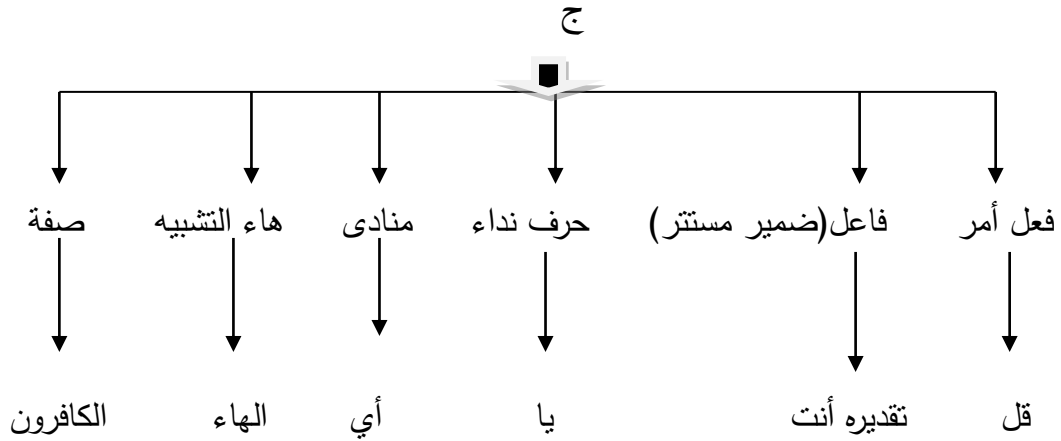 ج
فعل أمر فاعل(ضمير مستتر) حرف نداء منادى هاء التشبيه صفة
قل تقديره أنت يا أي الهاء الكافرون